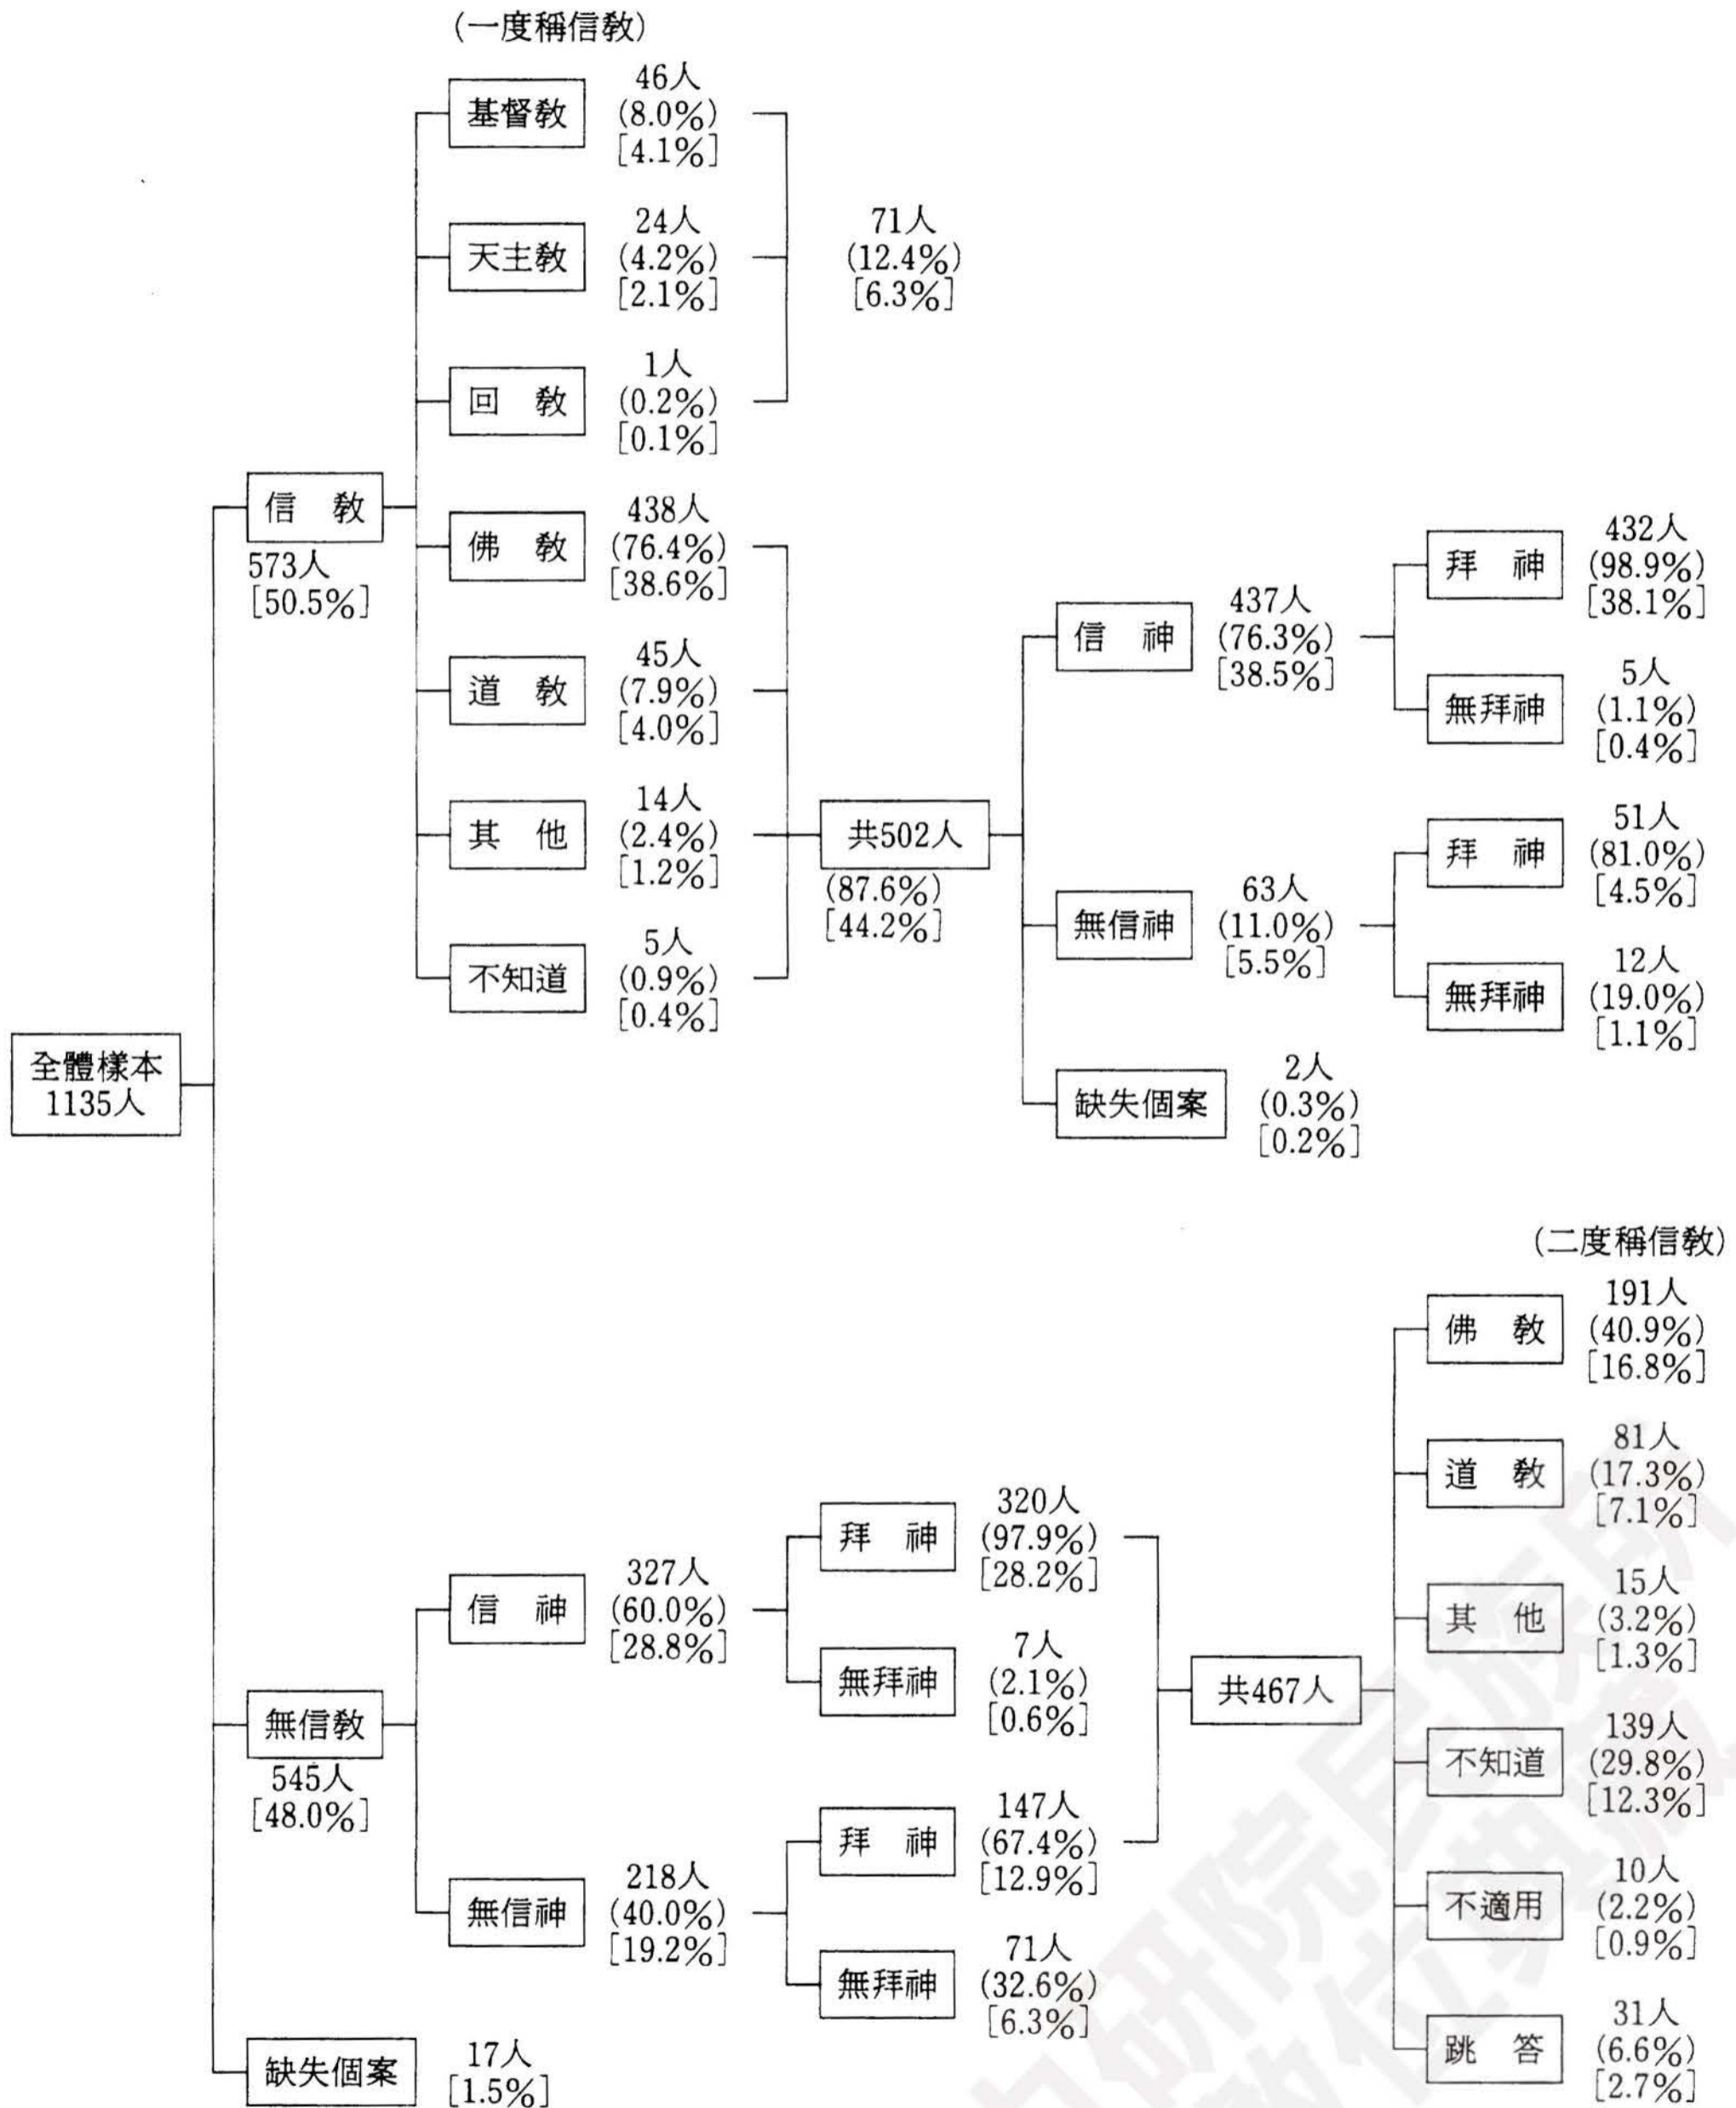 (一度稱信教)
基督教
46人
(8.0%)
[4.1%]
天主教
24人
(4.2%)
[2.1%]
71人
(12.4%)
[6.3%]
回 教
1人
(0.2%)
[0.1%]
信 教
573人
[50.5%]
佛 教
438人
(76.4%)
[38.6%]
道 教
45人
(7.9%)
[4.0%]
其 他
14人
(2.4%)
[1.2%]
不知道
5人
(0.9%)
[0.4%]
共502人
(87.6%)
[44.2%]
信 神
437人
(76.3%)
[38.5%]
拜 神
432人
(98.9%)
[38.1%]
無拜神
5人
(1.1%)
[0.4%]
無信神
63人
(11.0%)
[5.5%]
拜 神
51人
(81.0%)
[4.5%]
無拜神
12人
(19.0%)
[1.1%]
缺失個案
2人
(0.3%)
[0.2%]
全體樣本
1135人
無信教
545人
[48.0%]
信 神
327人
(60.0%)
[28.8%]
拜 神
320人
(97.9%)
[28.2%]
無拜神
7人
(2.1%)
[0.6%]
無信神
218人
(40.0%)
[19.2%]
拜 神
147人
(67.4%)
[12.9%]
無拜神
71人
(32.6%)
[6.3%]
共467人
(二度稱信教)
佛 教
191人
(40.9%)
[16.8%]
道 教
81人
(17.3%)
[7.1%]
其 他
15人
(3.2%)
[1.3%]
不知道
139人
(29.8%)
[12.3%]
不適用
10人
(2.2%)
[0.9%]
跳 答
31人
(6.6%)
[2.7%]
缺失個案
17人
[1.5%]